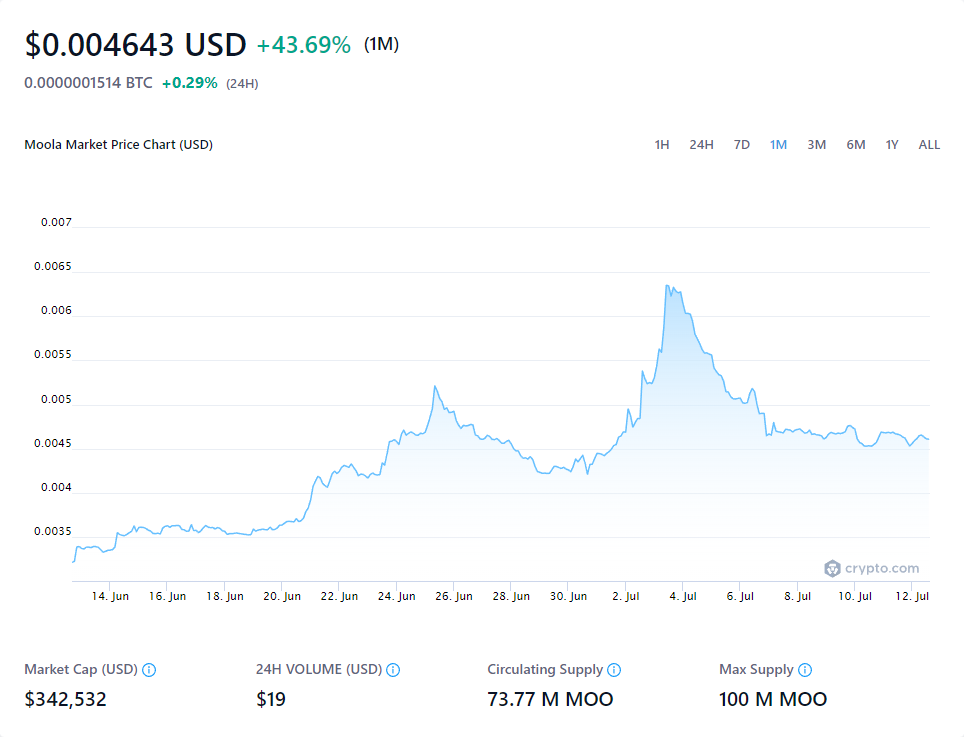 $0.004643 USD +43.69% (1M)
0.0000001514 BTC +0.29% (24H)
Moola Market Price Chart (USD) 1H 24H 7D 1M 3M 6M 1Y ALL
0.007
0.0065
0.006
0.0055
0.005
0.0045
0.004
0.0035
crypto.com
14. Jun 16. Jun 18. Jun 20. Jun 22. Jun 24. Jun 26. Jun 28. Jun 30. Jun 2. Jul 4. Jul 6. Jul 8. Jul 10. Jul 12. Jul
Market Cap (USD) 24H VOLUME (USD) Circulating Supply Max Supply
$342,532 $19 73.77 M MOO 100 M MOO